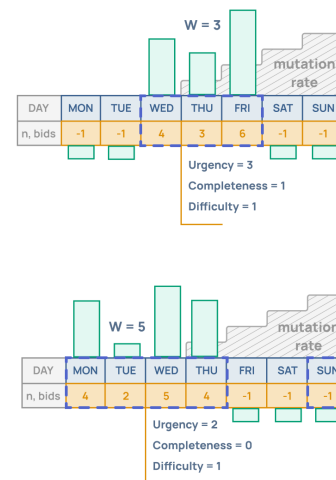 W = 3
mutation
rate
DAY MON TUE WED THU FRI SAT SUN
n, bids -1 -1 4 3 6 -1 -1
Urgency = 3
Completeness = 1
Difficulty = 1
W = 5
mutation
rate
DAY MON TUE WED THU FRI SAT SUN
n, bids 4 2 5 4 -1 -1 -1
Urgency = 2
Completeness = 0
Difficulty = 1